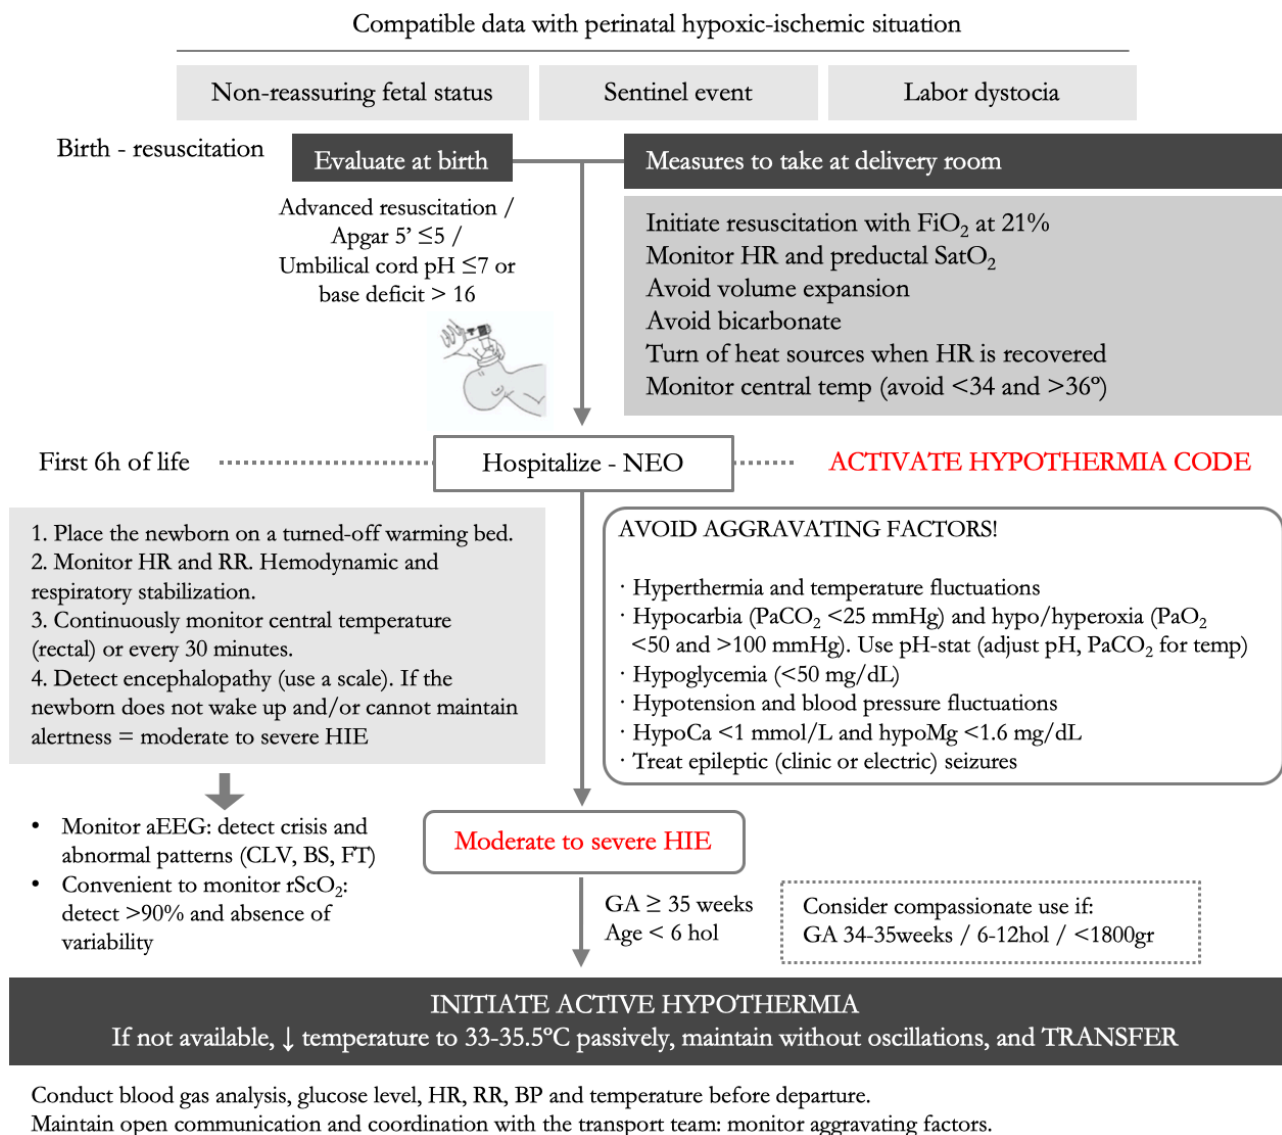 Compatible data with perinatal hypoxic-ischemic situation
Non-reassuring fetal status
Sentinel event
Labor dystocia
Birth - resuscitation
Evaluate at birth
Advanced resuscitation /
Apgar 5’ ≤5 /
Umbilical cord pH ≤7 or
base deficit > 16
Measures to take at delivery room
Initiate resuscitation with FiO₂ at 21%
Monitor HR and preductal SatO₂
Avoid volume expansion
Avoid bicarbonate
Turn of heat sources when HR is recovered
Monitor central temp (avoid <34 and >36º)
First 6h of life
Hospitalize - NEO
ACTIVATE HYPOTHERMIA CODE
1. Place the newborn on a turned-off warming bed.
2. Monitor HR and RR. Hemodynamic and
respiratory stabilization.
3. Continuously monitor central temperature
(rectal) or every 30 minutes.
4. Detect encephalopathy (use a scale). If the
newborn does not wake up and/or cannot maintain
alertness = moderate to severe HIE
AVOID AGGRAVATING FACTORS!
· Hyperthermia and temperature fluctuations
· Hypocarbia (PaCO₂ <25 mmHg) and hypo/hyperoxia (PaO₂
<50 and >100 mmHg). Use pH-stat (adjust pH, PaCO₂ for temp)
· Hypoglycemia (<50 mg/dL)
· Hypotension and blood pressure fluctuations
· HypoCa <1 mmol/L and hypoMg <1.6 mg/dL
· Treat epileptic (clinic or electric) seizures
• Monitor aEEG: detect crisis and
abnormal patterns (CLV, BS, FT)
• Convenient to monitor rScO₂:
detect >90% and absence of
variability
Moderate to severe HIE
GA ≥ 35 weeks
Age < 6 hol
Consider compassionate use if:
GA 34-35weeks / 6-12hol / <1800gr
INITIATE ACTIVE HYPOTHERMIA
If not available, ↓ temperature to 33-35.5ºC passively, maintain without oscillations, and TRANSFER
Conduct blood gas analysis, glucose level, HR, RR, BP and temperature before departure.
Maintain open communication and coordination with the transport team: monitor aggravating factors.